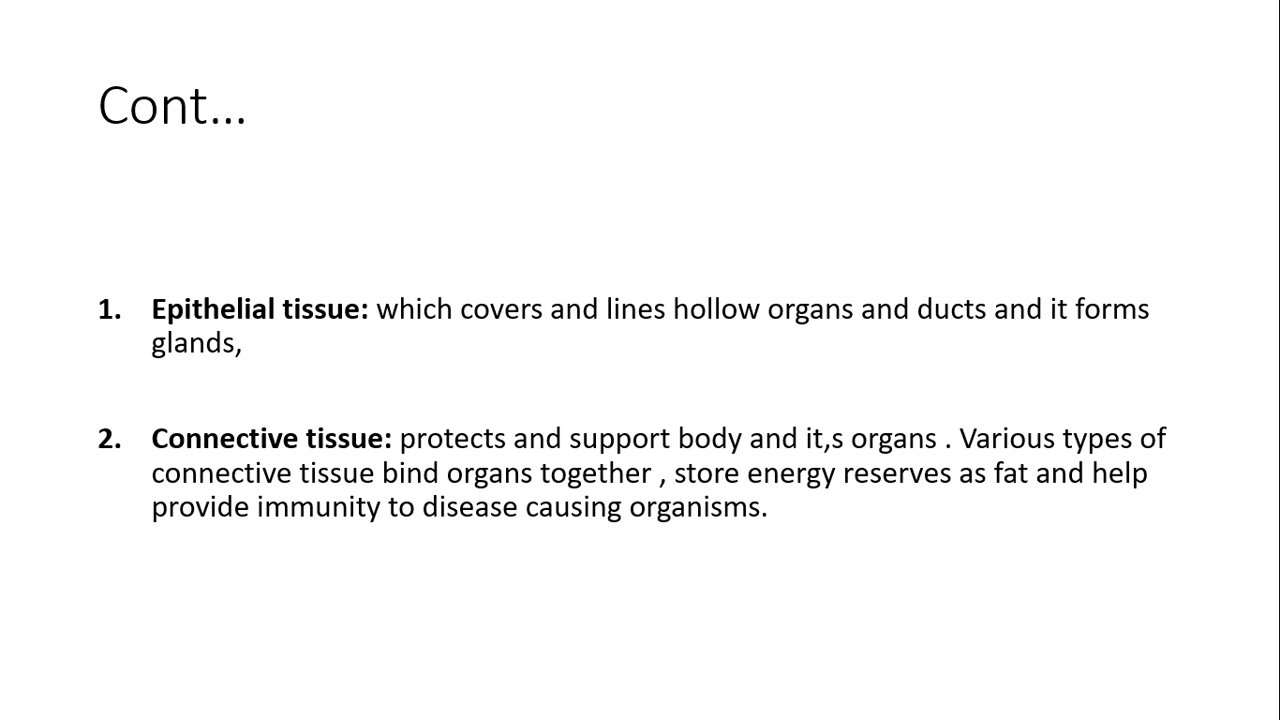 Cont...
1. Epithelial tissue: which covers and lines hollow organs and ducts and it forms
glands,
2. Connective tissue: protects and support body and it,s organs . Various types of
connective tissue bind organs together , store energy reserves as fat and help
provide immunity to disease causing organisms.